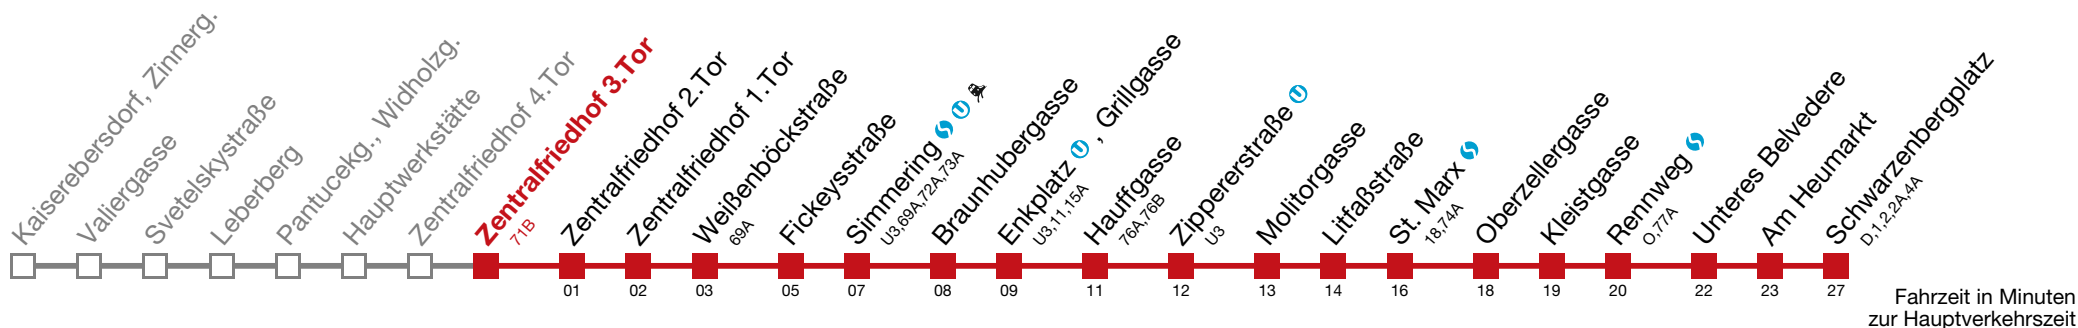 Kaiserebersdorf, Zinnerg.
Valiergasse
Svetelskystraße
Leberberg
Pantucekg., Widholzg.
Hauptwerkstätte
Zentralfriedhof 4.Tor
Zentralfriedhof 3.Tor
71B
Zentralfriedhof 2.Tor
Zentralfriedhof 1.Tor
Weißenböckstraße
69A
Fickeysstraße
Simmering S U
U3,69A,72A,73A
Braunhubergasse
Enkplatz U , Grillgasse
U3,11,15A
Hauffgasse
76A,76B
Zippererstraße U
U3
Molitorgasse
Litfaßstraße
St. Marx S
18,74A
Oberzellergasse
Kleistgasse
Rennweg S
O,77A
Unteres Belvedere
Am Heumarkt
Schwarzenbergplatz
D,1,2,2A,4A
01 02 03 05 07 08 09 11 12 13 14 16 18 19 20 22 23 27
Fahrzeit in Minuten
zur Hauptverkehrszeit